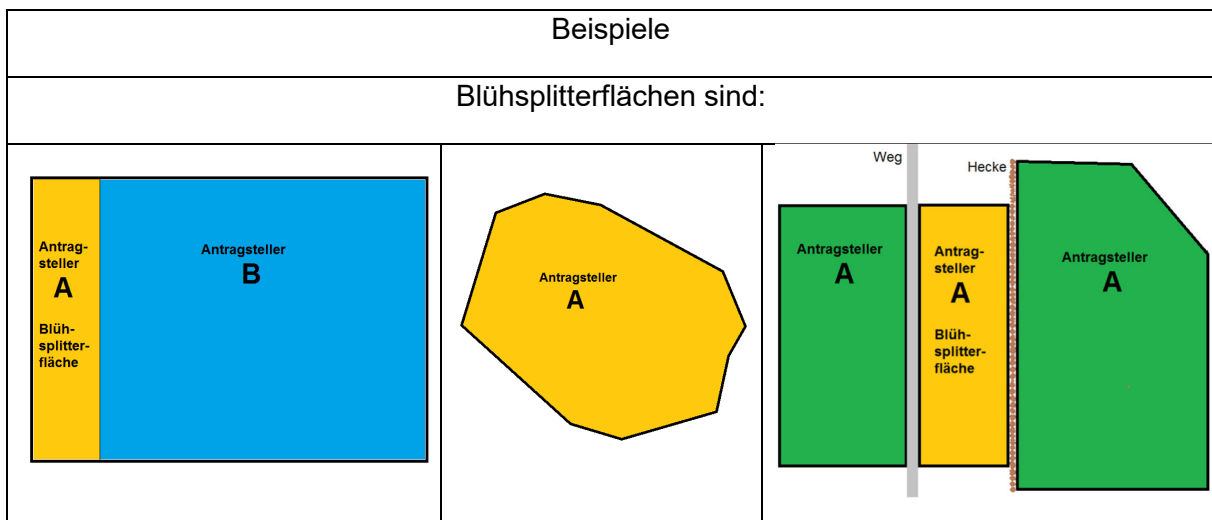 Beispiele
Blühsplitterflächen sind:
Antrag-
steller
A
Blüh-
splitter-
fläche
Antragsteller
B
Antragsteller
A
Weg
Hecke
Antragsteller
A
Antrag-
steller
A
Blüh-
splitter-
fläche
Antragsteller
A